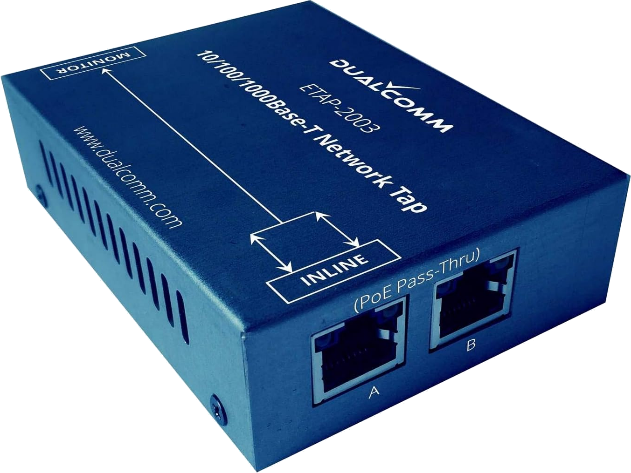 DUALCOMM
ETAP-2003
10/100/1000Base-T Network Tap
MONITOR
www.dualcomm.com
INLINE
(PoE Pass-Thru)
A
B